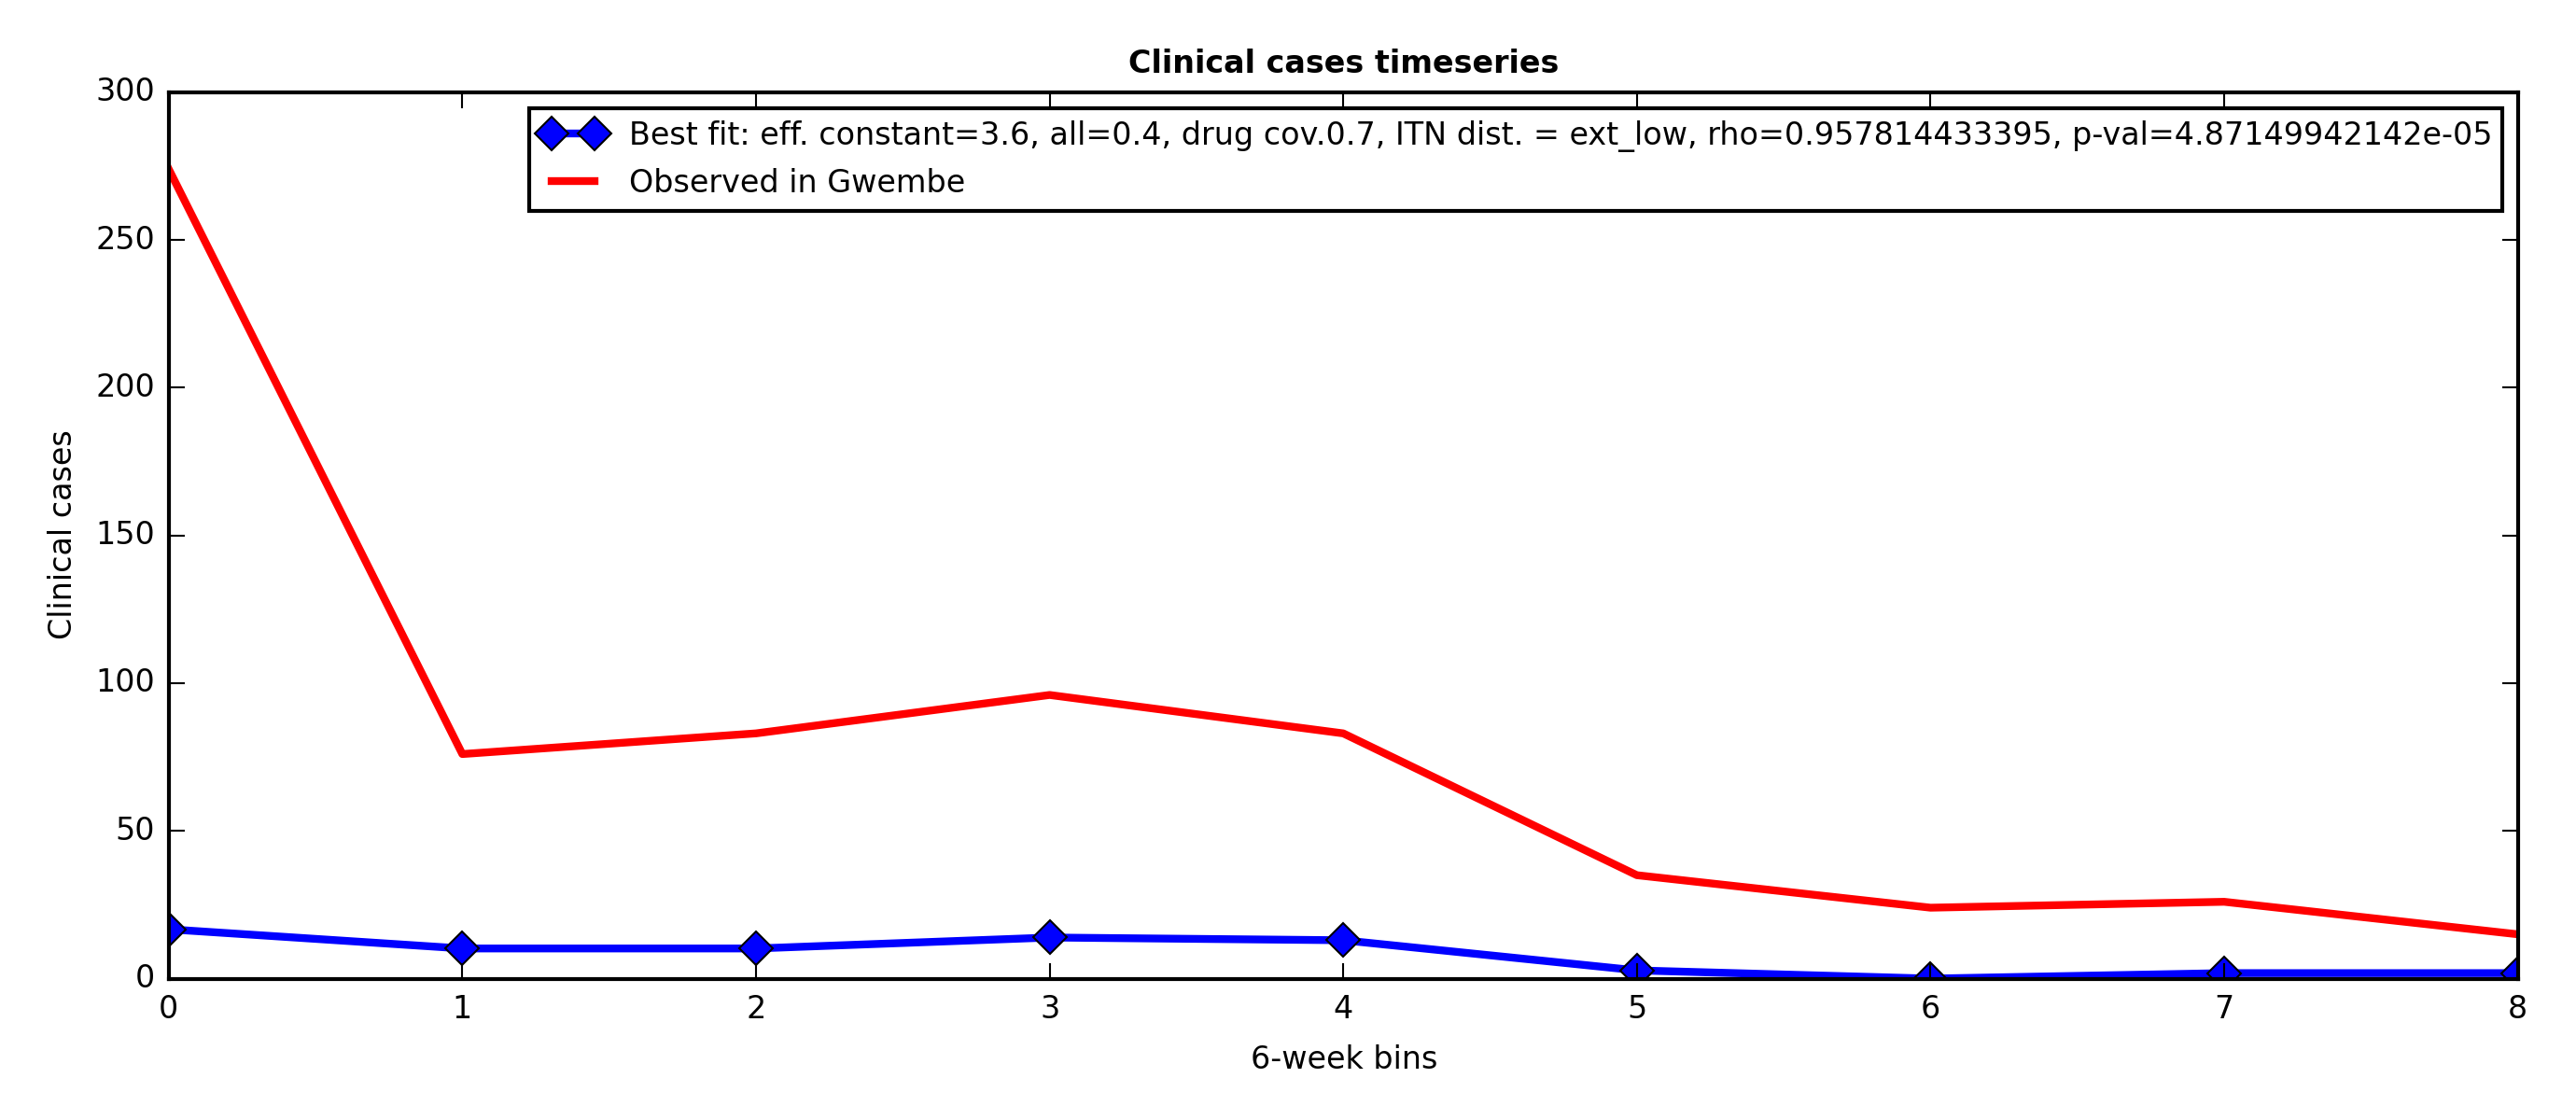 Clinical cases timeseries
300
250
200
150
100
50
0
Clinical cases
Best fit: eff. constant=3.6, all=0.4, drug cov.0.7, ITN dist. = ext_low, rho=0.957814433395, p-val=4.87149942142e-05
Observed in Gwembe
0 1 2 3 4 5 6 7 8
6-week bins